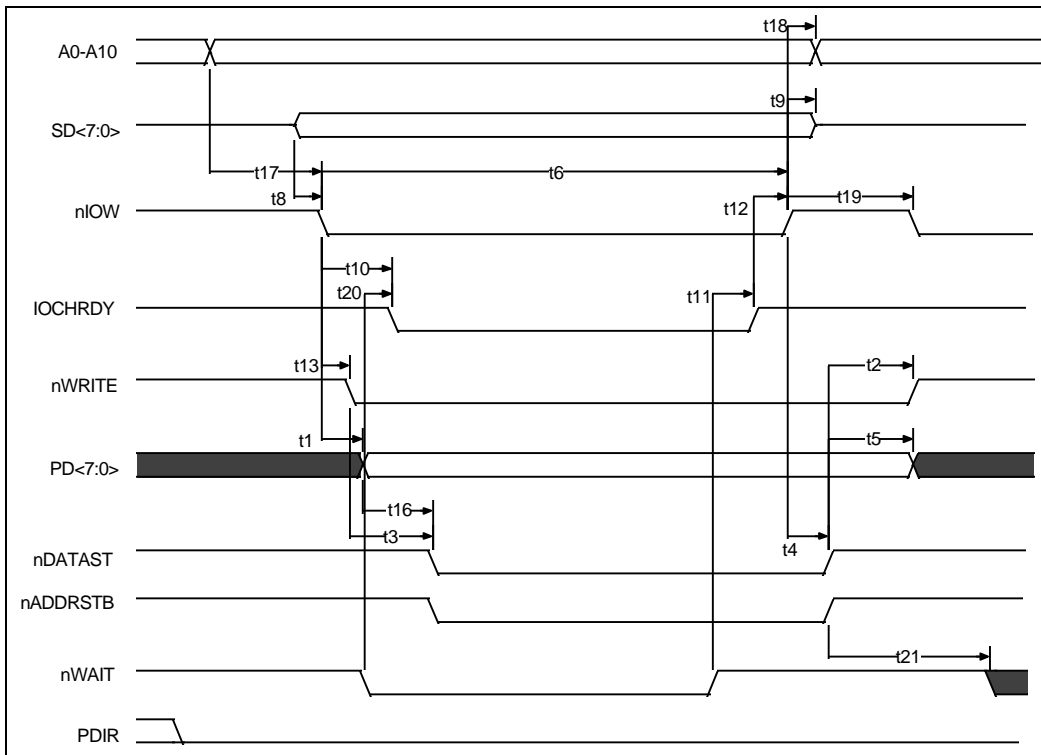 t18
A0-A10
t9
SD<7:0>
t17
t6
t8
t12
t19
nIOW
t10
t20
t11
IOCHRDY
t13
t2
nWRITE
t1
t5
PD<7:0>
t16
t3
t4
nDATAST
nADDRSTB
t21
nWAIT
PDIR